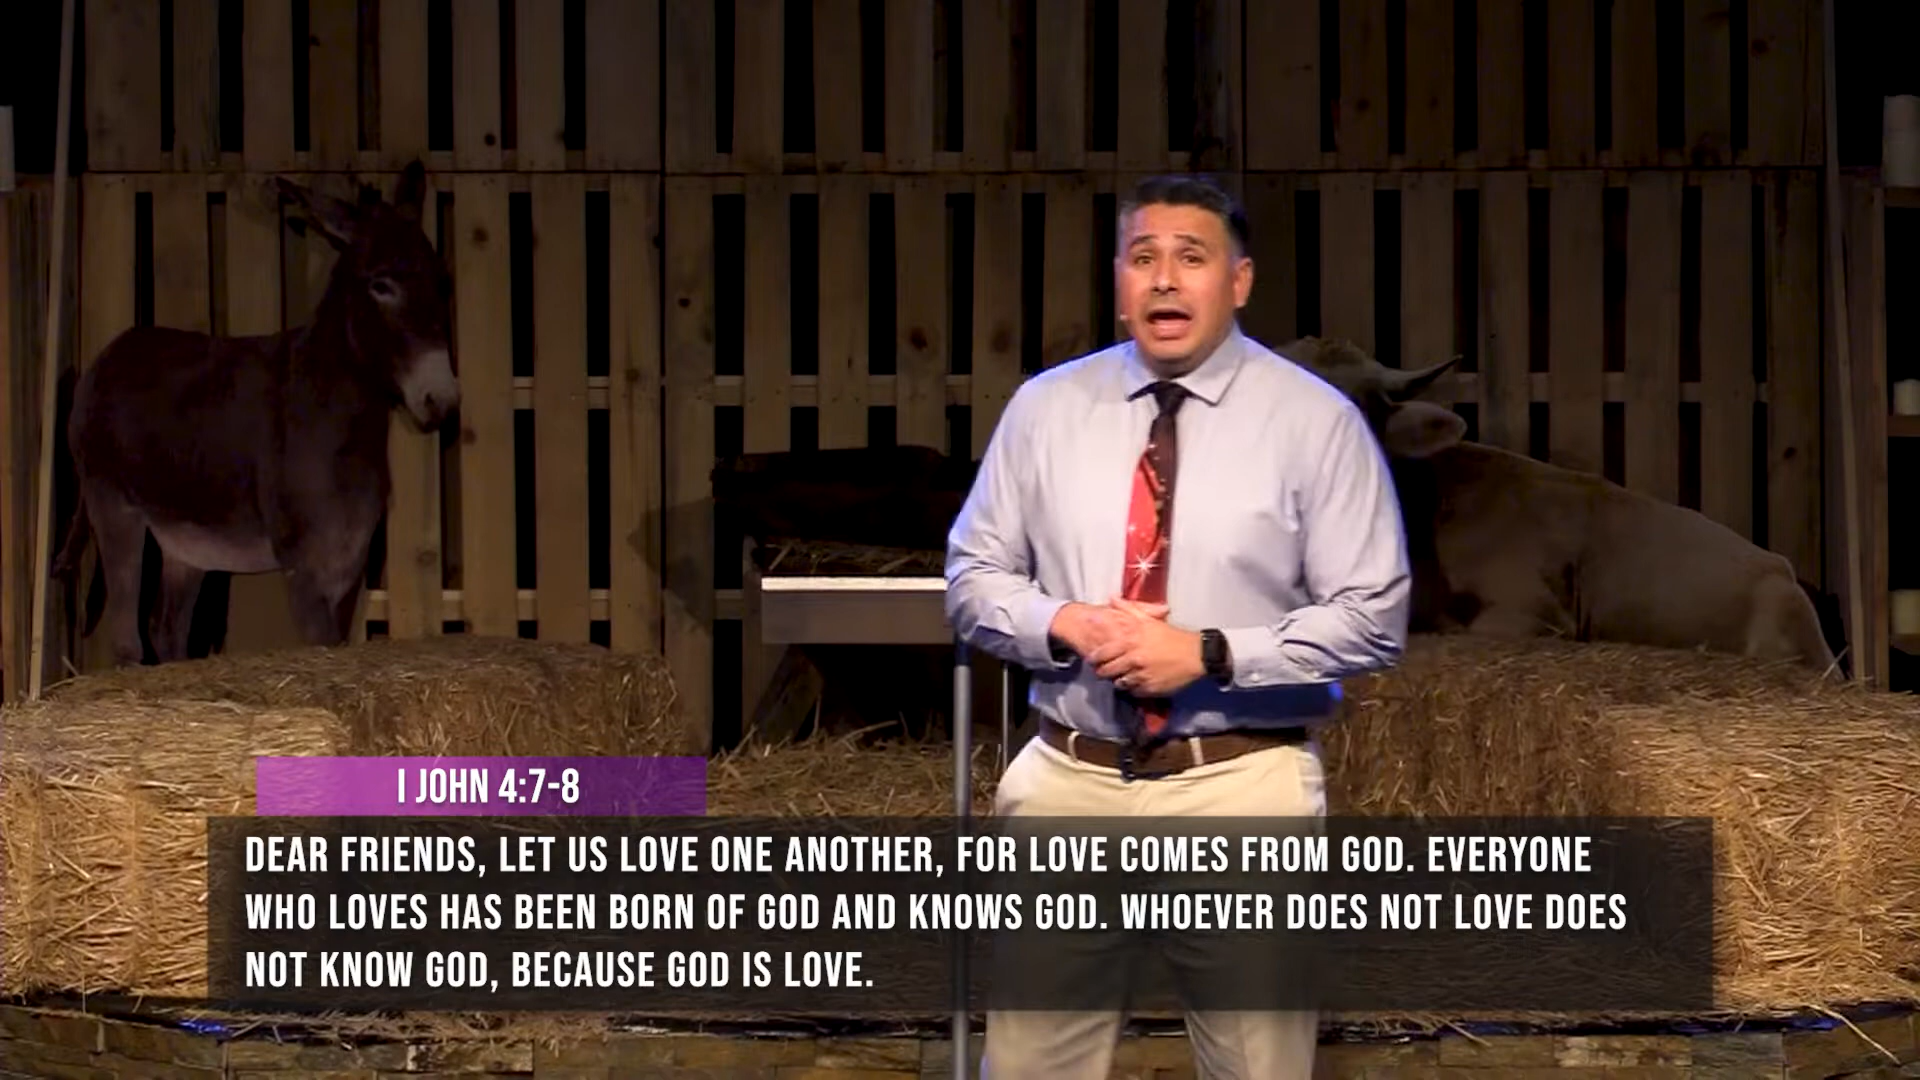 I JOHN 4:7-8
DEAR FRIENDS, LET US LOVE ONE ANOTHER, FOR LOVE COMES FROM GOD. EVERYONE
WHO LOVES HAS BEEN BORN OF GOD AND KNOWS GOD. WHOEVER DOES NOT LOVE DOES
NOT KNOW GOD, BECAUSE GOD IS LOVE.